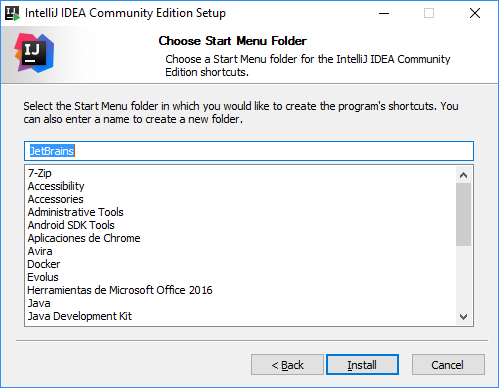 IntelliJ IDEA Community Edition Setup
Choose Start Menu Folder
Choose a Start Menu folder for the IntelliJ IDEA Community
Edition shortcuts.
Select the Start Menu folder in which you would like to create the program's shortcuts. You
can also enter a name to create a new folder.
JetBrains
7-Zip
Accessibility
Accessories
Administrative Tools
Android SDK Tools
Aplicaciones de Chrome
Avira
Docker
Evolus
Herramientas de Microsoft Office 2016
Java
Java Development Kit
< Back Install Cancel